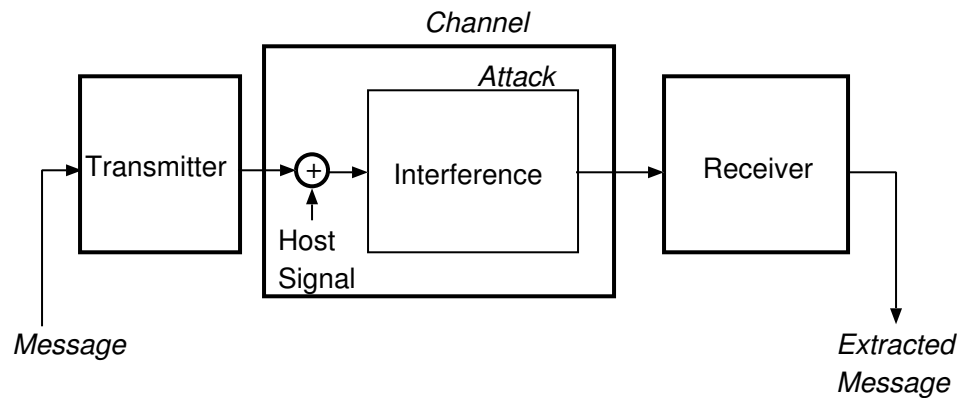 Channel
Attack
Transmitter
+
Interference
Receiver
Host
Signal
Message
Extracted
Message